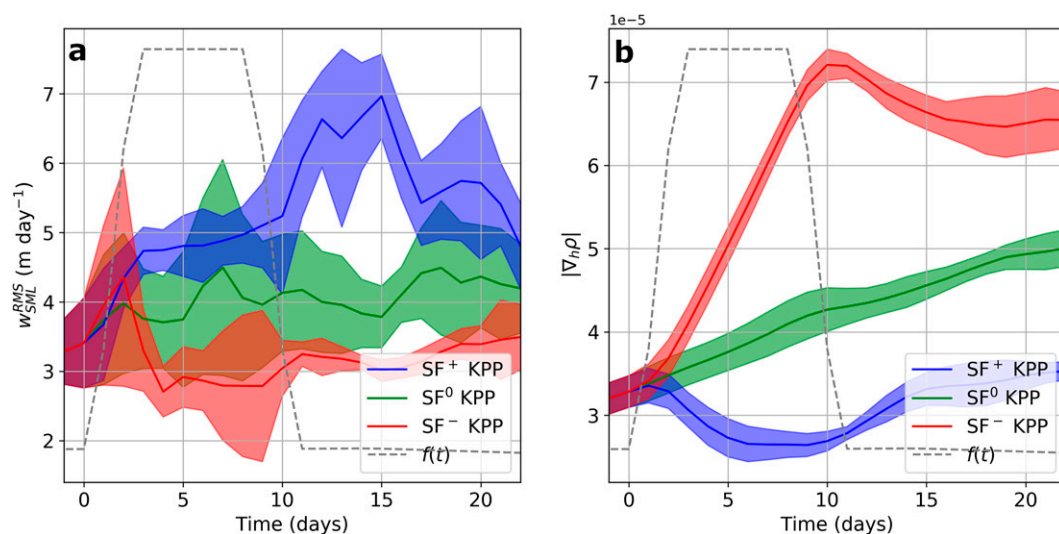 a
w_SML^RMS (m day⁻¹)
7
6
5
4
3
2
0
5
10
15
20
Time (days)
SF⁺ KPP
SF⁰ KPP
SF⁻ KPP
f(t)
1e−5
b
|∇ₕρ|
7
6
5
4
3
0
5
10
15
20
Time (days)
SF⁺ KPP
SF⁰ KPP
SF⁻ KPP
f(t)